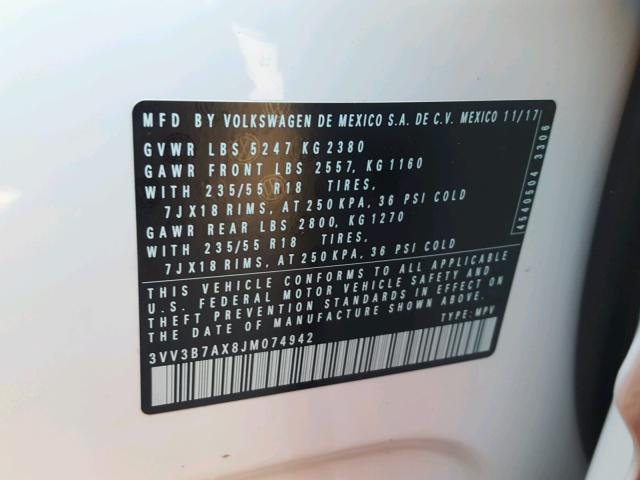 MFD BY VOLKSWAGEN DE MEXICO S.A. DE C.V. MEXICO 11/17
GVWR LBS 5247 KG 2380
GAWR FRONT LBS 2557, KG 1160
WITH 235/55 R18 TIRES,
7JX18 RIMS, AT 250 KPA, 36 PSI COLD
GAWR REAR LBS 2800, KG 1270
WITH 235/55 R18 TIRES,
7JX18 RIMS, AT 250 KPA, 36 PSI COLD
THIS VEHICLE CONFORMS TO ALL APPLICABLE
U.S. FEDERAL MOTOR VEHICLE SAFETY AND
THEFT PREVENTION STANDARDS IN EFFECT ON
THE DATE OF MANUFACTURE SHOWN ABOVE.
3VV3B7AX8JM074942 TYPE: MPV
4540504 3306